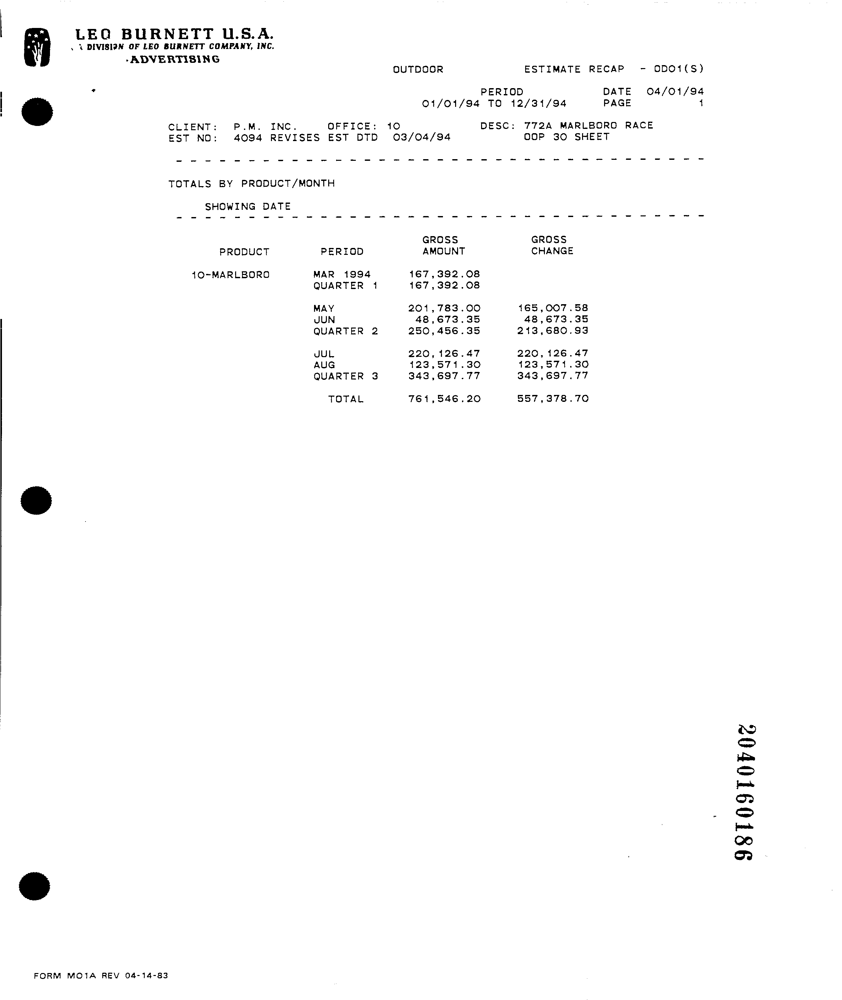 LEO BURNETT U.S.A.
A DIVISION OF LEO BURNETT COMPANY, INC.
ADVERTISING
OUTDOOR ESTIMATE RECAP - ODO1(S)
PERIOD DATE 04/01/94
01/01/94 TO 12/31/94 PAGE 1
CLIENT: P.M. INC. OFFICE: 10 DESC: 772A MARLBORO RACE
EST NO: 4094 REVISES EST DTD 03/04/94 OOP 30 SHEET
- - - - - - - - - - - - - - - - - - - - - - - - - - - - - - - - - - - - -
TOTALS BY PRODUCT/MONTH
SHOWING DATE
- - - - - - - - - - - - - - - - - - - - - - - - - - - - - - - - - - - - -
GROSS GROSS
PRODUCT PERIOD AMOUNT CHANGE
10-MARLBORO MAR 1994 167,392.08
QUARTER 1 167,392.08
MAY 201,783.00 165,007.58
JUN 48,673.35 48,673.35
QUARTER 2 250,456.35 213,680.93
JUL 220,126.47 220,126.47
AUG 123,571.30 123,571.30
QUARTER 3 343,697.77 343,697.77
TOTAL 761,546.20 557,378.70
2040160186
FORM MO1A REV 04-14-83